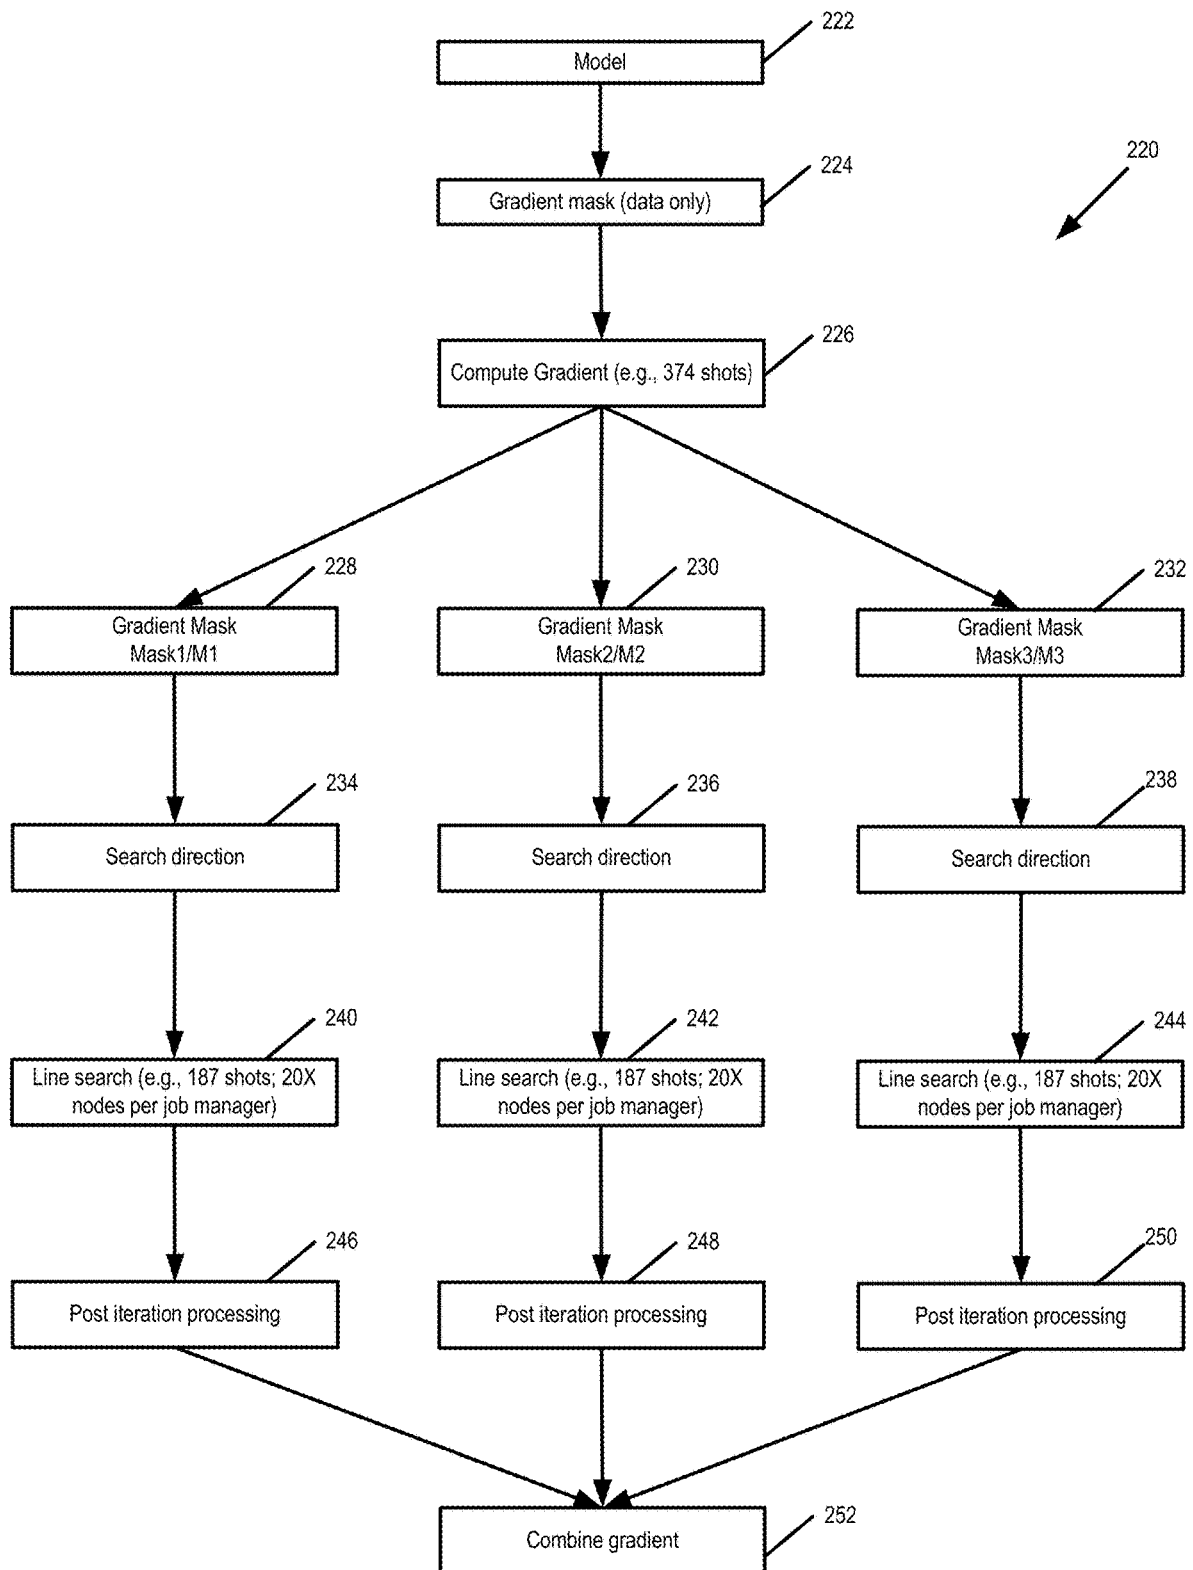 222
Model
220
224
Gradient mask (data only)
226
Compute Gradient (e.g., 374 shots)
228
230
232
Gradient Mask
Mask1/M1
Gradient Mask
Mask2/M2
Gradient Mask
Mask3/M3
234
236
238
Search direction
Search direction
Search direction
240
242
244
Line search (e.g., 187 shots; 20X
nodes per job manager)
Line search (e.g., 187 shots; 20X
nodes per job manager)
Line search (e.g., 187 shots; 20X
nodes per job manager)
246
248
250
Post iteration processing
Post iteration processing
Post iteration processing
252
Combine gradient